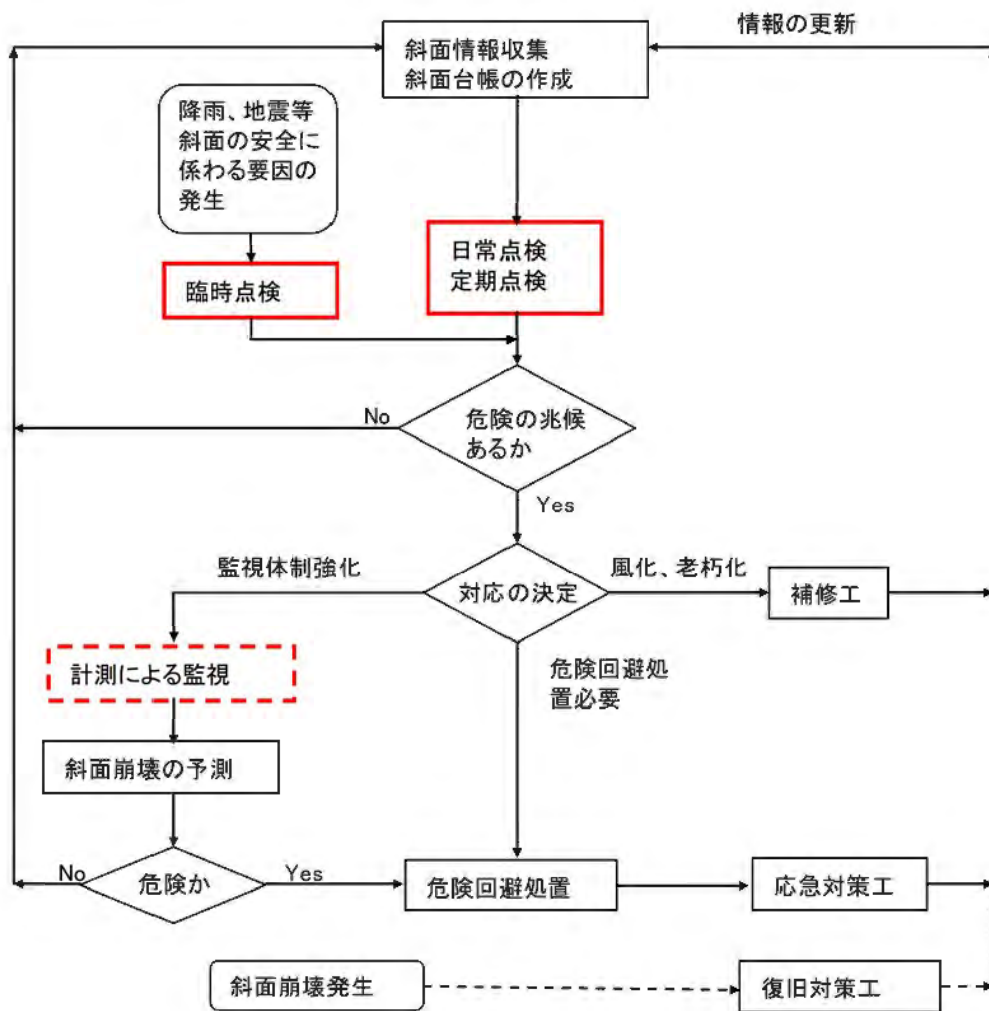 情報の更新
斜面情報収集
斜面台帳の作成
降雨、地震等
斜面の安全に
係わる要因の
発生
日常点検
定期点検
臨時点検
No
危険の兆候
あるか
Yes
監視体制強化
対応の決定
風化、老朽化
補修工
計測による監視
危険回避処
置必要
斜面崩壊の予測
No
危険か
Yes
危険回避処置
応急対策工
斜面崩壊発生
復旧対策工